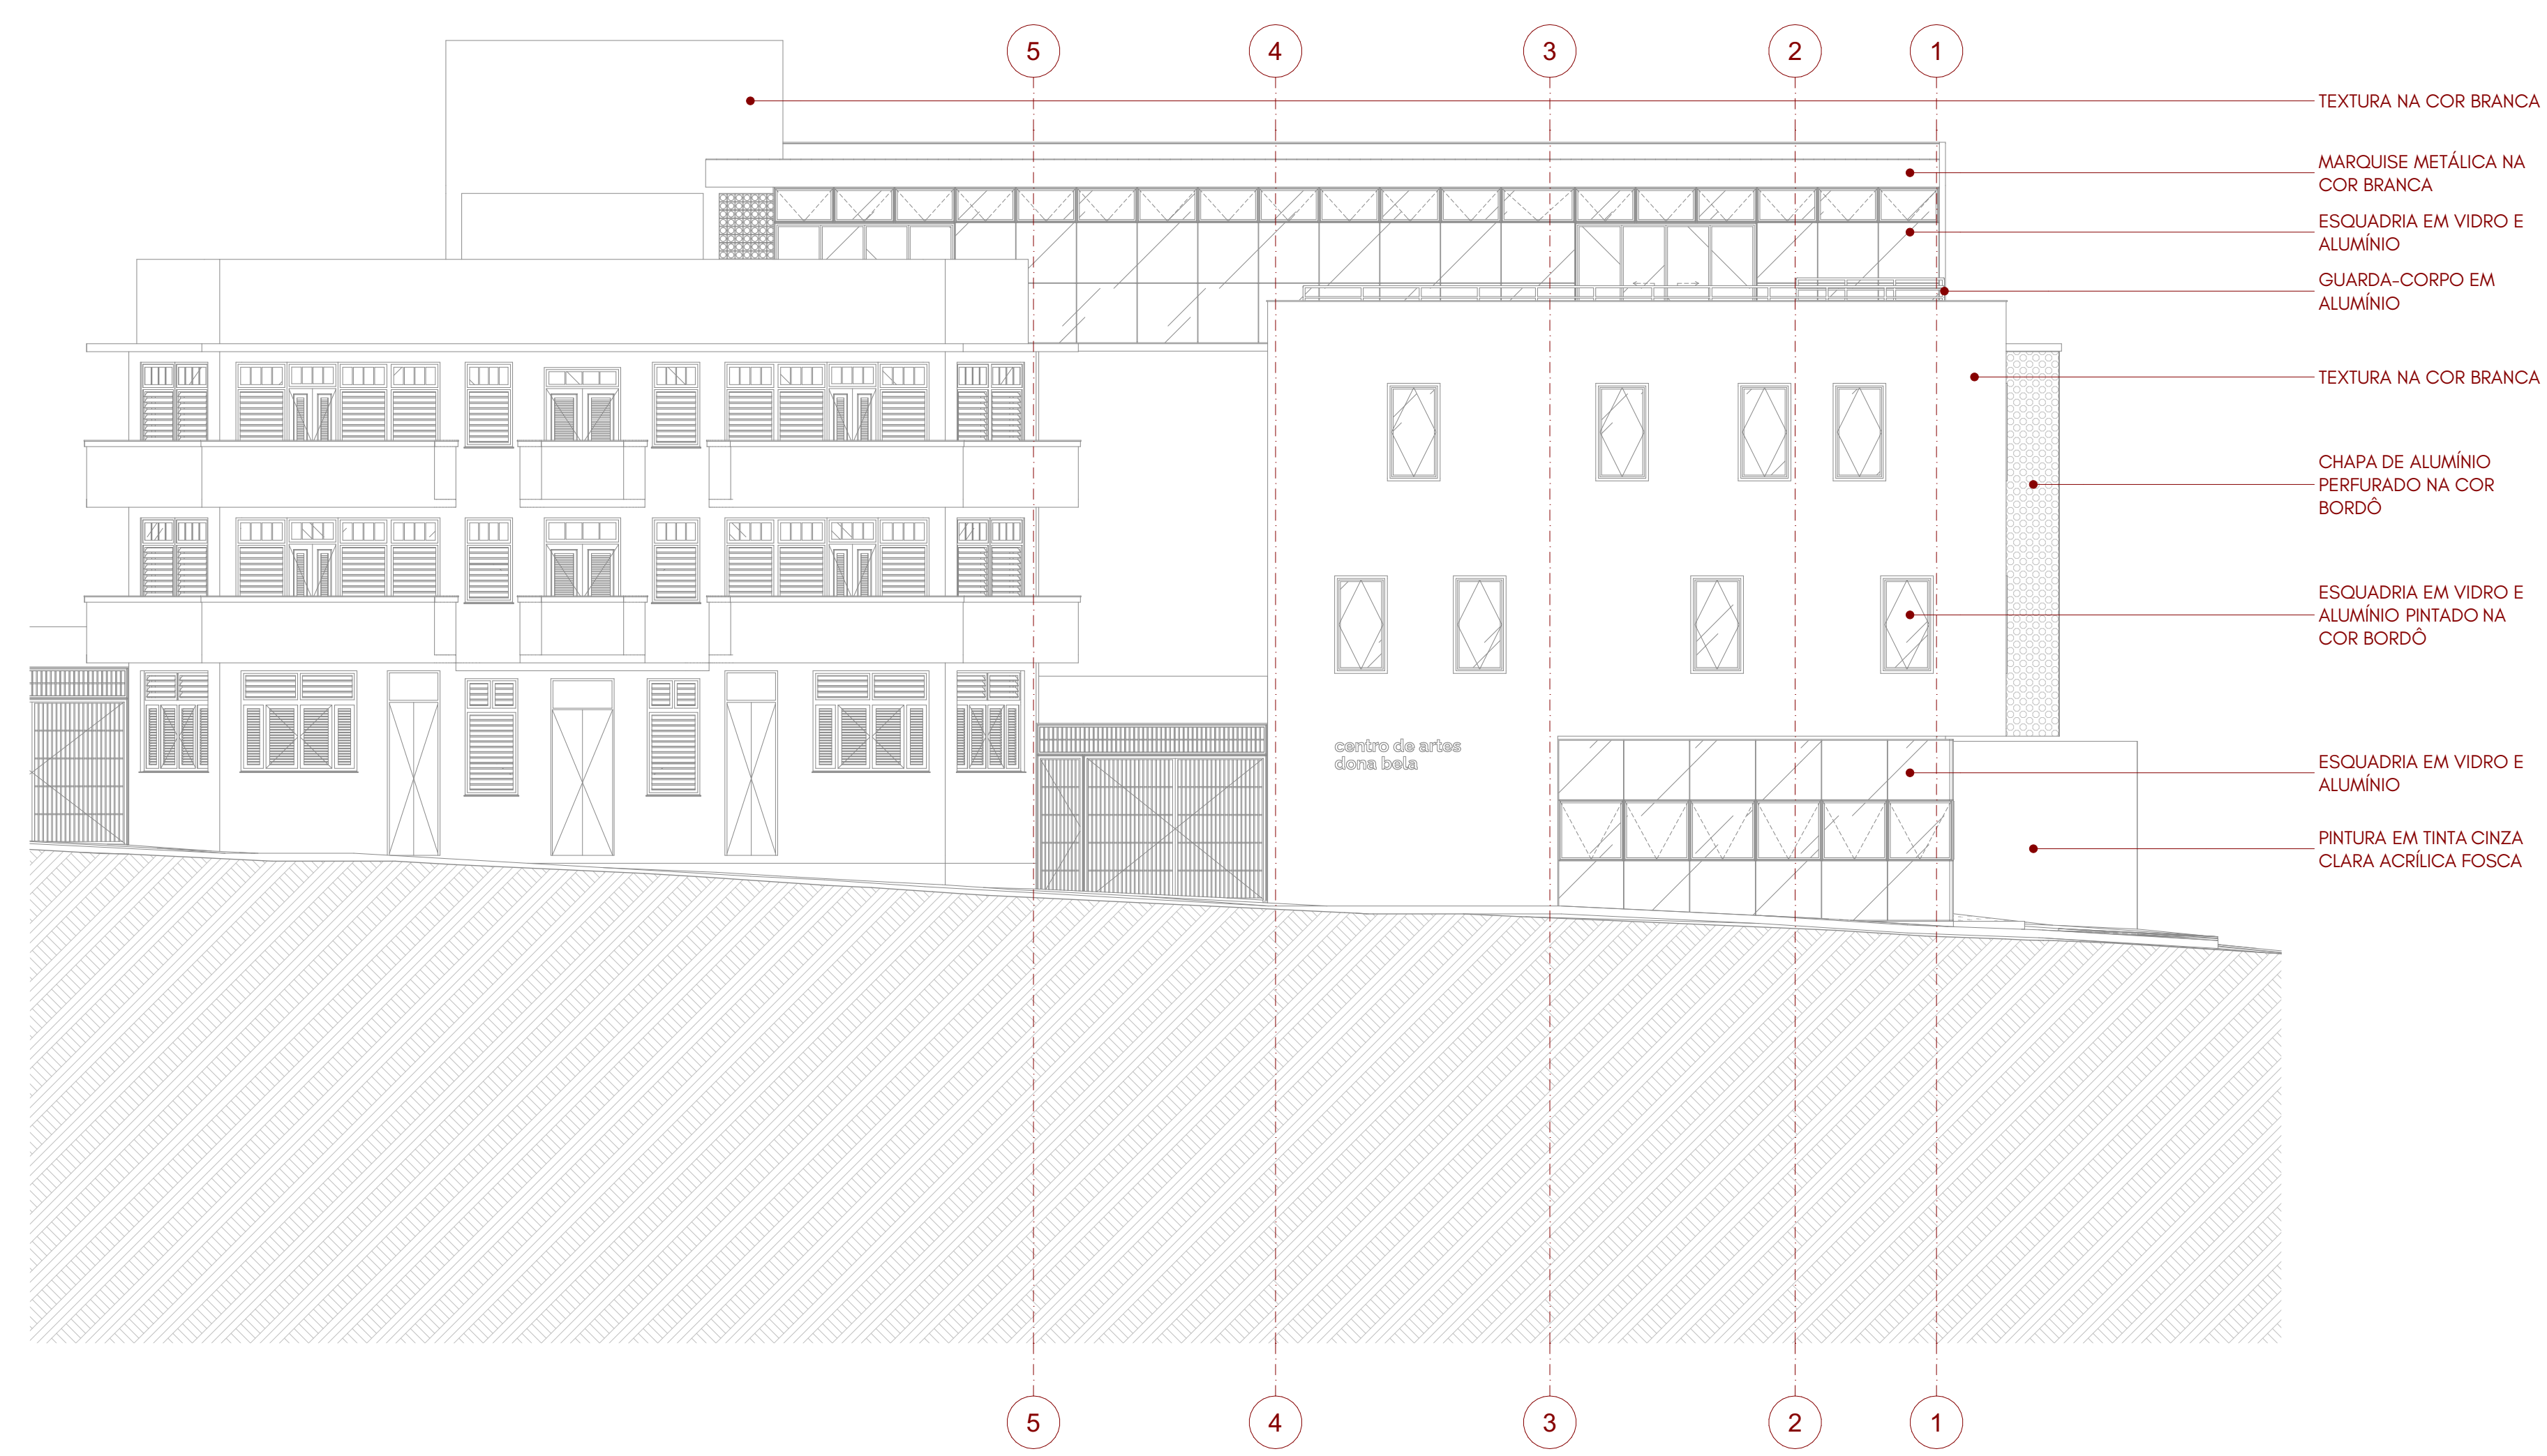 5 4 3 2 1
TEXTURA NA COR BRANCA
MARQUISE METÁLICA NA
COR BRANCA
ESQUADRIA EM VIDRO E
ALUMÍNIO
GUARDA-CORPO EM
ALUMÍNIO
TEXTURA NA COR BRANCA
CHAPA DE ALUMÍNIO
PERFURADO NA COR
BORDÔ
ESQUADRIA EM VIDRO E
ALUMÍNIO PINTADO NA
COR BORDÔ
centro de artes
dona bela
ESQUADRIA EM VIDRO E
ALUMÍNIO
PINTURA EM TINTA CINZA
CLARA ACRÍLICA FOSCA
5 4 3 2 1